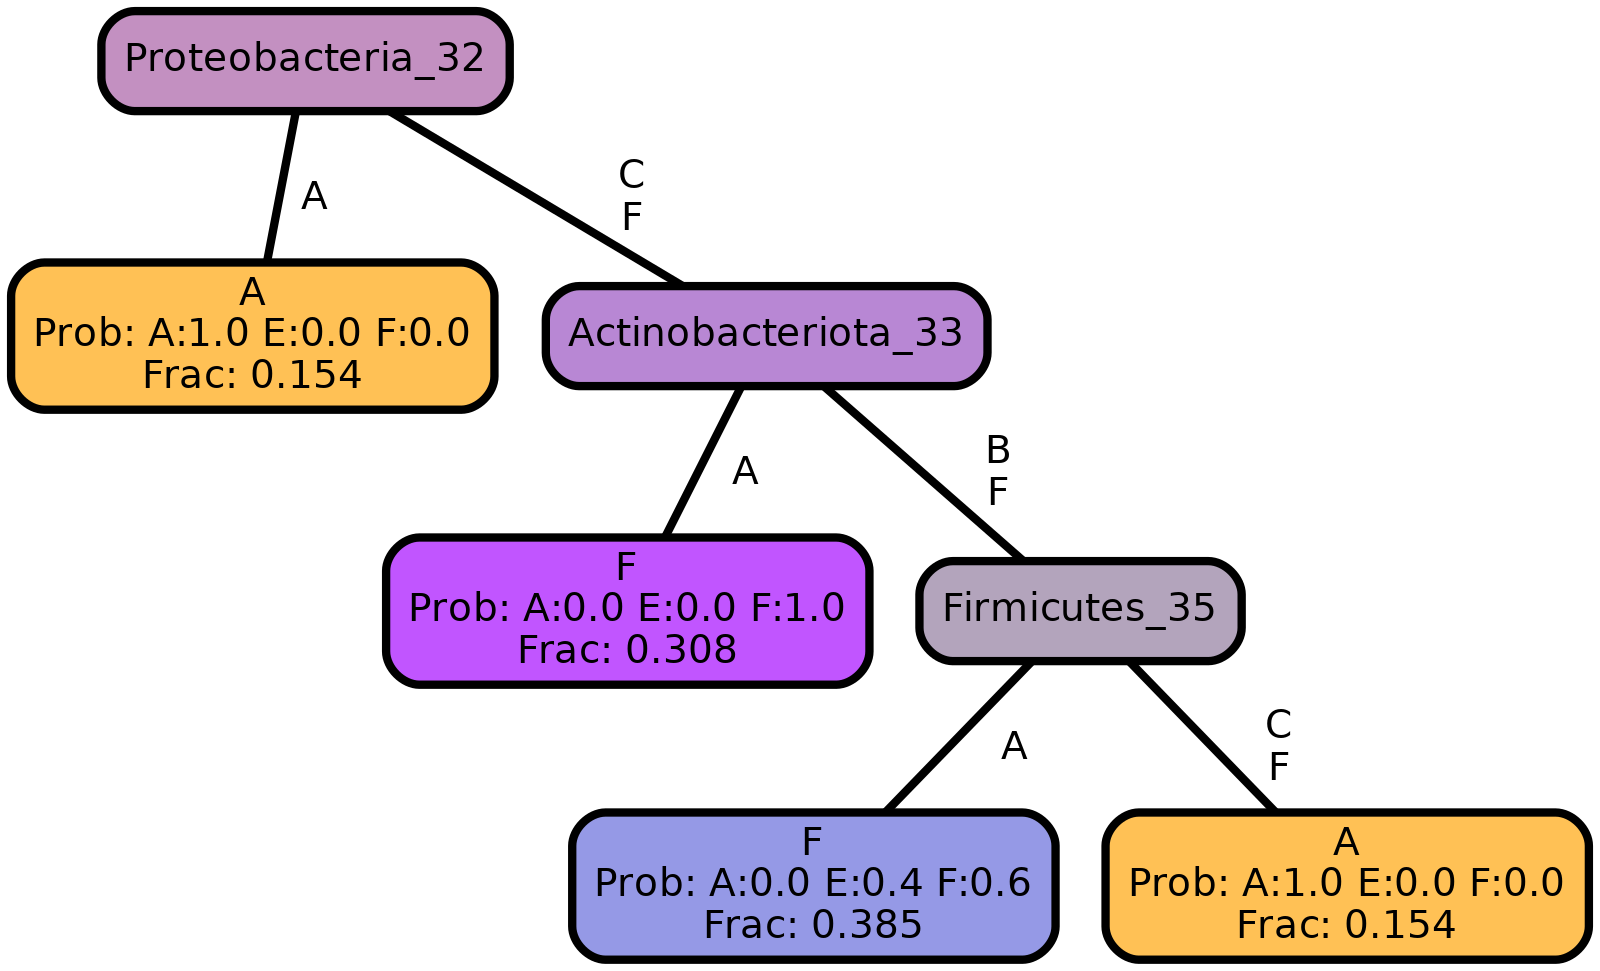 Proteobacteria_32
A
C
F
A
Prob: A:1.0 E:0.0 F:0.0
Frac: 0.154
Actinobacteriota_33
A
B
F
F
Prob: A:0.0 E:0.0 F:1.0
Frac: 0.308
Firmicutes_35
A
C
F
F
Prob: A:0.0 E:0.4 F:0.6
Frac: 0.385
A
Prob: A:1.0 E:0.0 F:0.0
Frac: 0.154